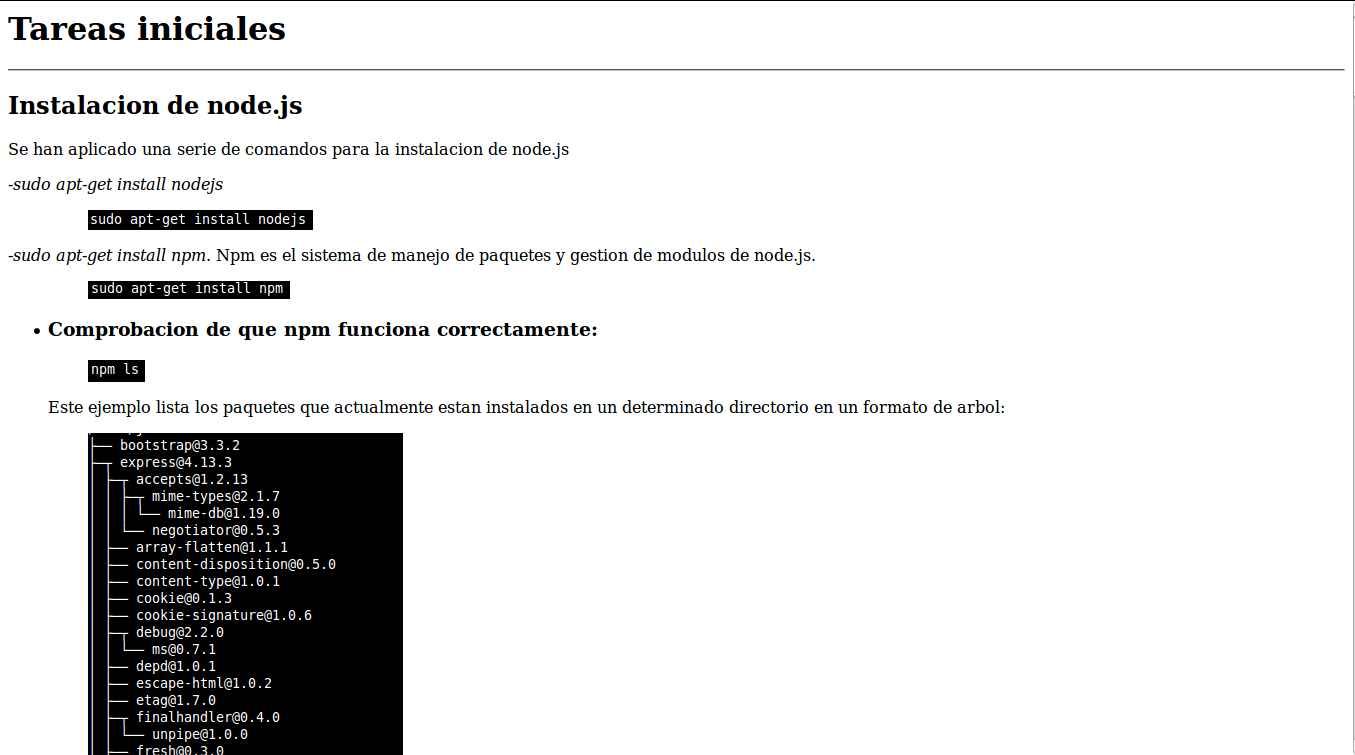 Tareas iniciales
Instalacion de node.js
Se han aplicado una serie de comandos para la instalacion de node.js
-sudo apt-get install nodejs
sudo apt-get install nodejs
-sudo apt-get install npm. Npm es el sistema de manejo de paquetes y gestion de modulos de node.js.
sudo apt-get install npm
• Comprobacion de que npm funciona correctamente:
npm ls
Este ejemplo lista los paquetes que actualmente estan instalados en un determinado directorio en un formato de arbol:
├── bootstrap@3.3.2
├─┬ express@4.13.3
│ ├─┬ accepts@1.2.13
│ │ ├─┬ mime-types@2.1.7
│ │ │ └── mime-db@1.19.0
│ │ └── negotiator@0.5.3
│ ├── array-flatten@1.1.1
│ ├── content-disposition@0.5.0
│ ├── content-type@1.0.1
│ ├── cookie@0.1.3
│ ├── cookie-signature@1.0.6
│ ├─┬ debug@2.2.0
│ │ └── ms@0.7.1
│ ├── depd@1.0.1
│ ├── escape-html@1.0.2
│ ├── etag@1.7.0
│ ├─┬ finalhandler@0.4.0
│ │ └── unpipe@1.0.0
│ ├── fresh@0.3.0